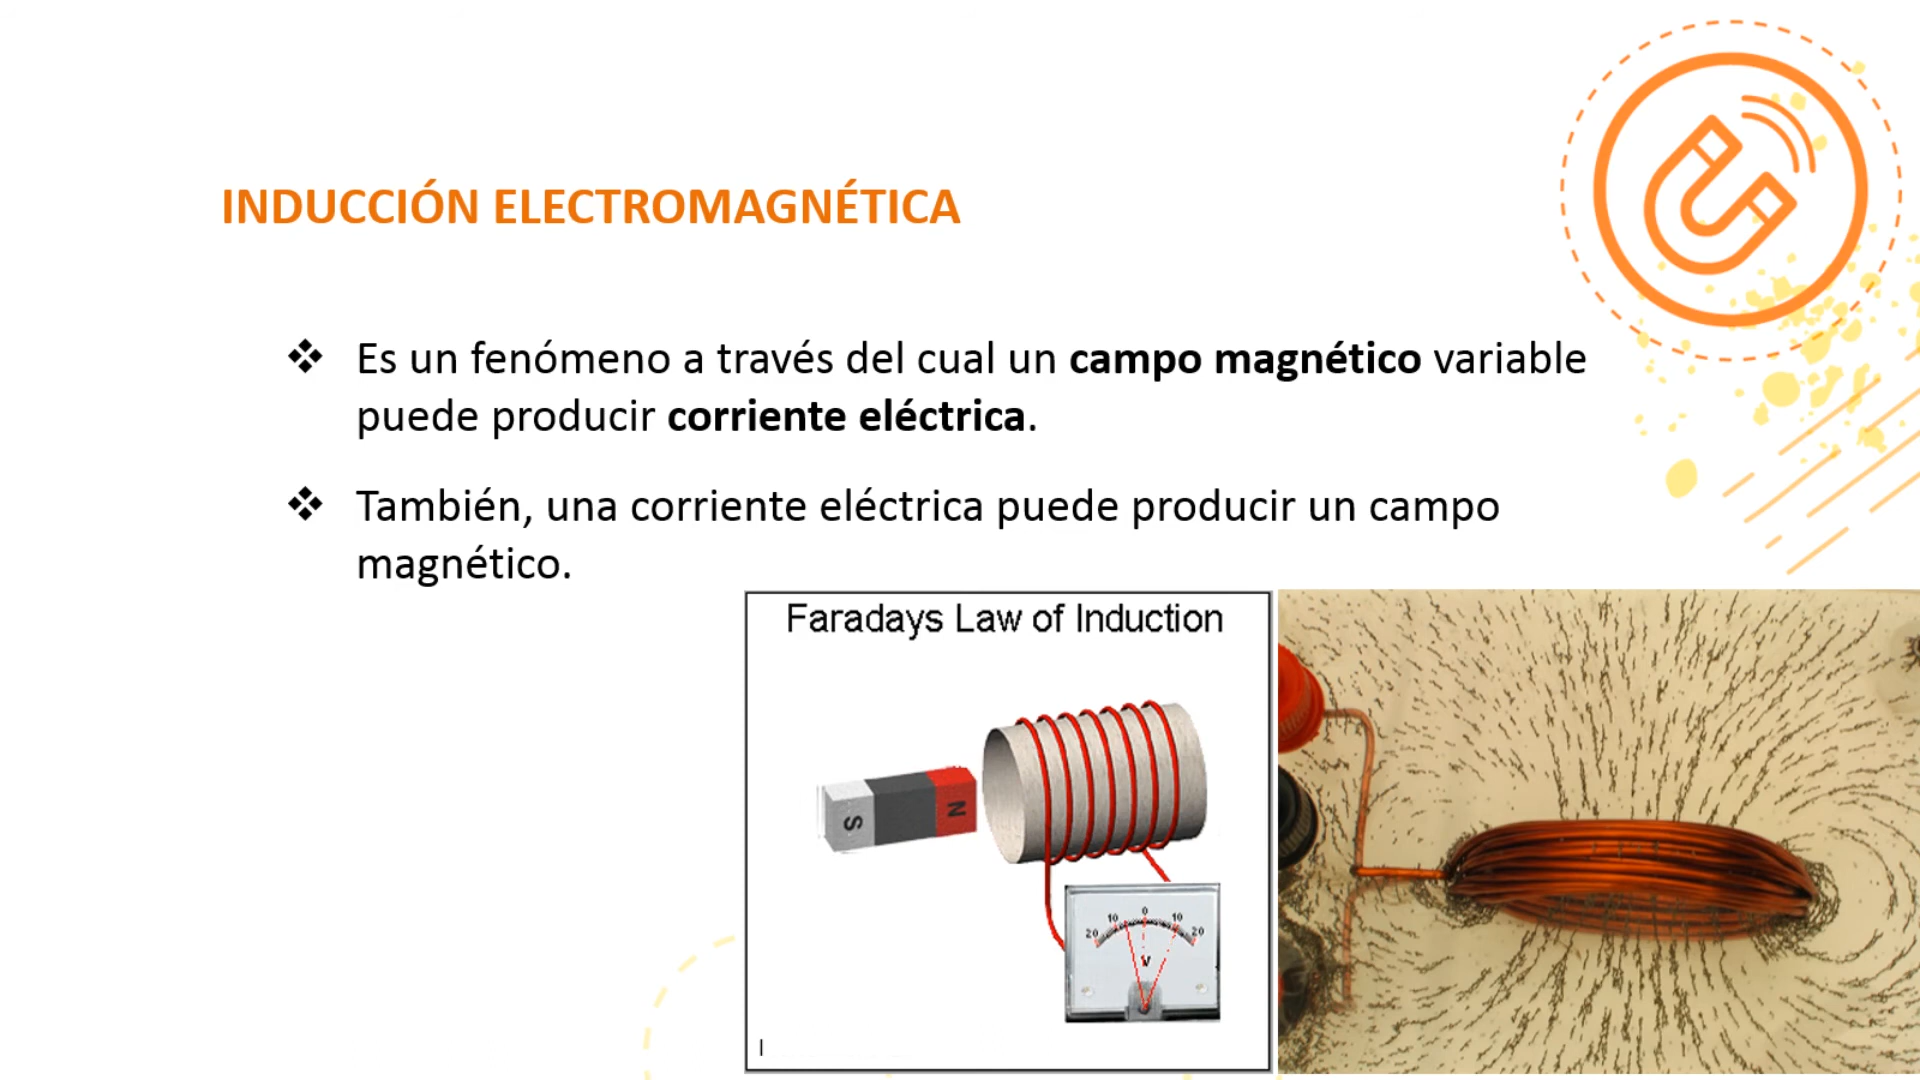 INDUCCIÓN ELECTROMAGNÉTICA
❖ Es un fenómeno a través del cual un campo magnético variable
puede producir corriente eléctrica.
❖ También, una corriente eléctrica puede producir un campo
magnético.
Faradays Law of Induction
S N
20 10 0 10 20
V
I